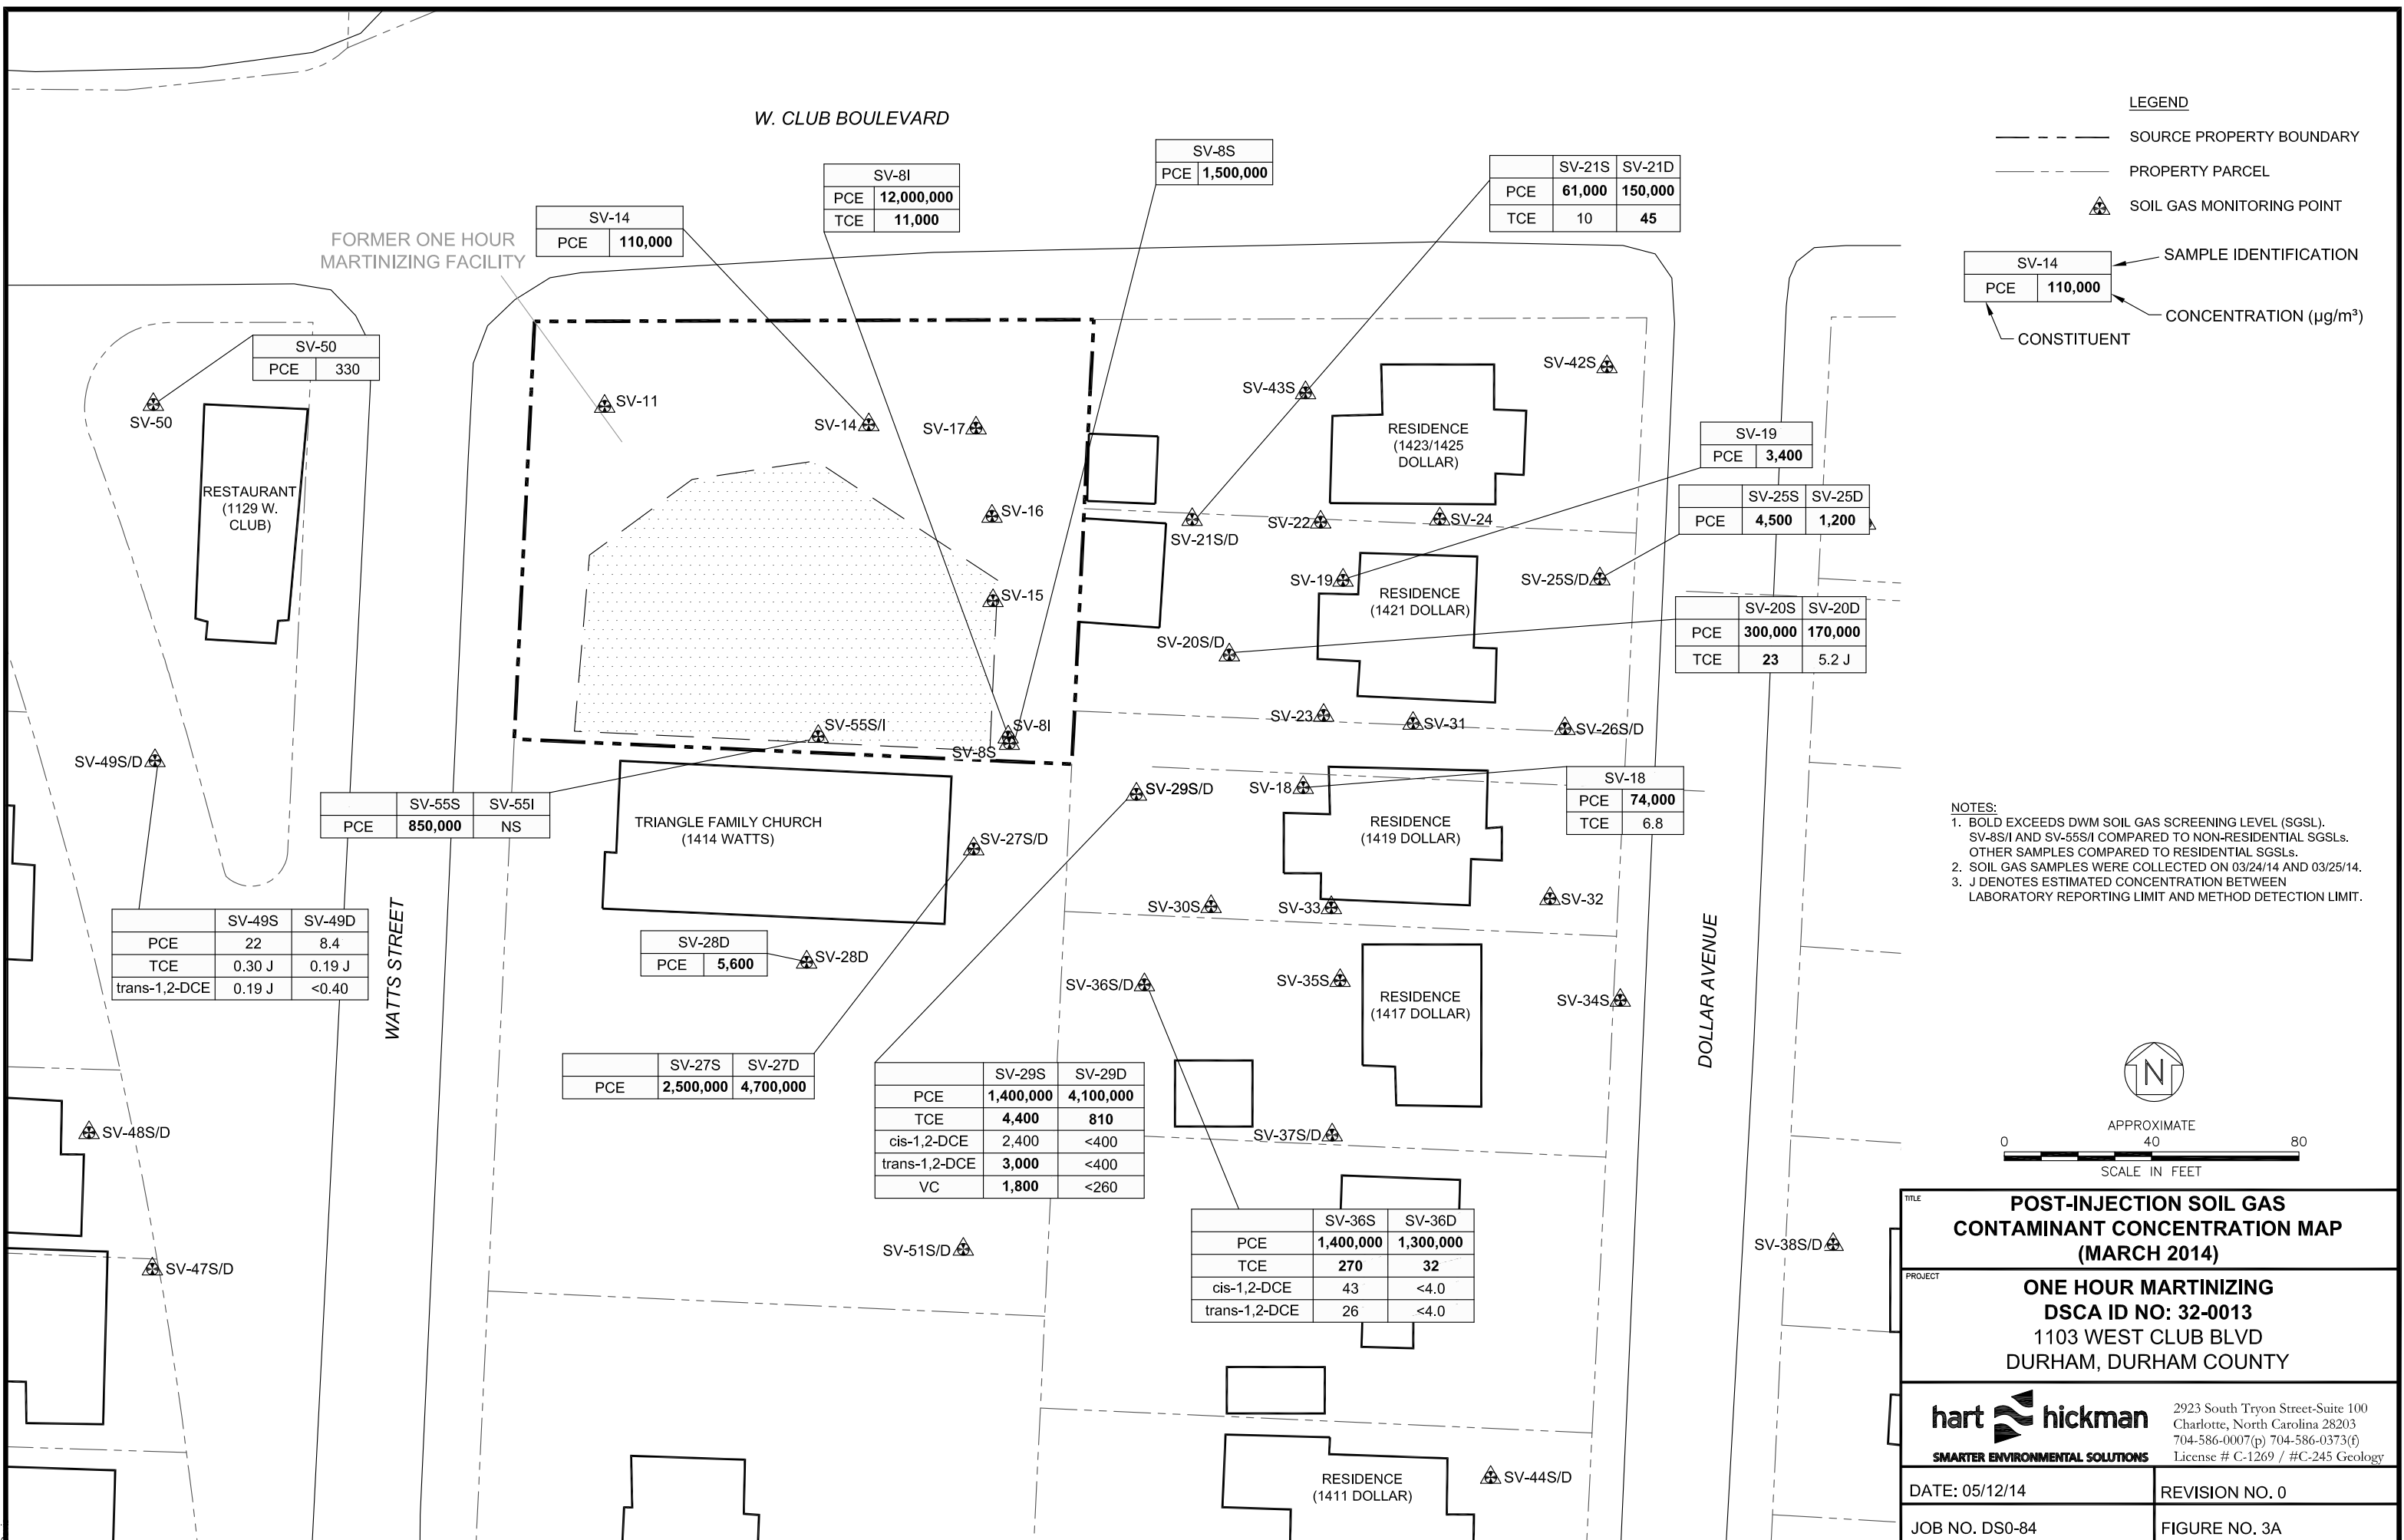 W. CLUB BOULEVARD
FORMER ONE HOUR
MARTINIZING FACILITY
SV-14
PCE 110,000
SV-8I
PCE 12,000,000
TCE 11,000
SV-8S
PCE 1,500,000
SV-21S SV-21D
PCE 61,000 150,000
TCE 10 45
LEGEND
SOURCE PROPERTY BOUNDARY
PROPERTY PARCEL
SOIL GAS MONITORING POINT
SV-14
PCE 110,000
SAMPLE IDENTIFICATION
CONCENTRATION (µg/m³)
CONSTITUENT
SV-50
PCE 330
SV-50
RESTAURANT
(1129 W.
CLUB)
SV-11
SV-14
SV-17
SV-16
SV-15
SV-43S
SV-42S
RESIDENCE
(1423/1425
DOLLAR)
SV-19
PCE 3,400
SV-25S SV-25D
PCE 4,500 1,200
SV-21S/D
SV-22
SV-24
SV-19
RESIDENCE
(1421 DOLLAR)
SV-25S/D
SV-20S SV-20D
PCE 300,000 170,000
TCE 23 5.2 J
SV-20S/D
SV-23
SV-31
SV-26S/D
SV-55S/I
SV-8I
SV-8S
SV-49S/D
SV-55S SV-55I
PCE 850,000 NS
TRIANGLE FAMILY CHURCH
(1414 WATTS)
SV-27S/D
SV-29S/D
SV-18
RESIDENCE
(1419 DOLLAR)
SV-18
PCE 74,000
TCE 6.8
NOTES:
1. BOLD EXCEEDS DWM SOIL GAS SCREENING LEVEL (SGSL).
SV-8S/I AND SV-55S/I COMPARED TO NON-RESIDENTIAL SGSLs.
OTHER SAMPLES COMPARED TO RESIDENTIAL SGSLs.
2. SOIL GAS SAMPLES WERE COLLECTED ON 03/24/14 AND 03/25/14.
3. J DENOTES ESTIMATED CONCENTRATION BETWEEN
LABORATORY REPORTING LIMIT AND METHOD DETECTION LIMIT.
SV-49S SV-49D
PCE 22 8.4
TCE 0.30 J 0.19 J
trans-1,2-DCE 0.19 J <0.40
WATTS STREET
SV-28D
PCE 5,600
SV-28D
SV-30S
SV-33
SV-32
SV-36S/D
SV-35S
RESIDENCE
(1417 DOLLAR)
SV-34S
DOLLAR AVENUE
SV-27S SV-27D
PCE 2,500,000 4,700,000
SV-29S SV-29D
PCE 1,400,000 4,100,000
TCE 4,400 810
cis-1,2-DCE 2,400 <400
trans-1,2-DCE 3,000 <400
VC 1,800 <260
SV-48S/D
SV-37S/D
SV-47S/D
SV-51S/D
SV-36S SV-36D
PCE 1,400,000 1,300,000
TCE 270 32
cis-1,2-DCE 43 <4.0
trans-1,2-DCE 26 <4.0
SV-38S/D
RESIDENCE
(1411 DOLLAR)
SV-44S/D
N
APPROXIMATE
0 40 80
SCALE IN FEET
TITLE
POST-INJECTION SOIL GAS
CONTAMINANT CONCENTRATION MAP
(MARCH 2014)
PROJECT
ONE HOUR MARTINIZING
DSCA ID NO: 32-0013
1103 WEST CLUB BLVD
DURHAM, DURHAM COUNTY
hart hickman
SMARTER ENVIRONMENTAL SOLUTIONS
2923 South Tryon Street-Suite 100
Charlotte, North Carolina 28203
704-586-0007(p) 704-586-0373(f)
License # C-1269 / #C-245 Geology
DATE: 05/12/14
REVISION NO. 0
JOB NO. DS0-84
FIGURE NO. 3A